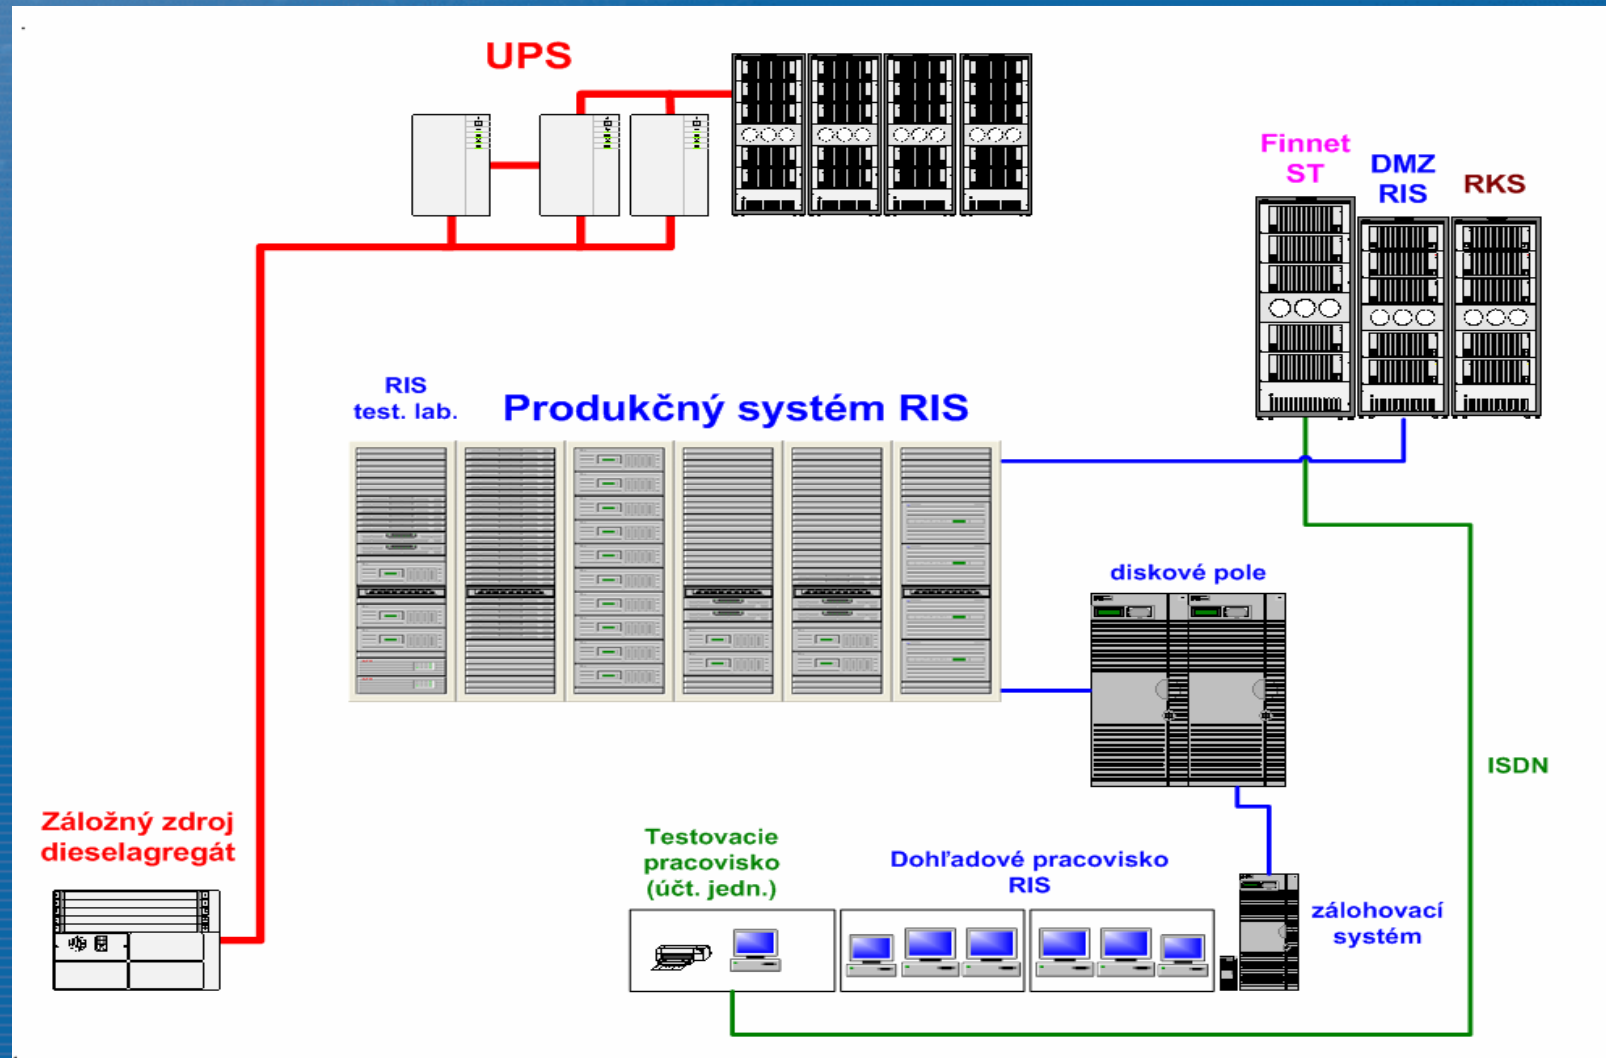 UPS
Finnet
ST
DMZ
RIS
RKS
RIS
test. lab.
Produkčný systém RIS
diskové pole
ISDN
Záložný zdroj
dieselagregát
Testovacie
pracovisko
(účt. jedn.)
Dohľadové pracovisko
RIS
zálohovací
systém